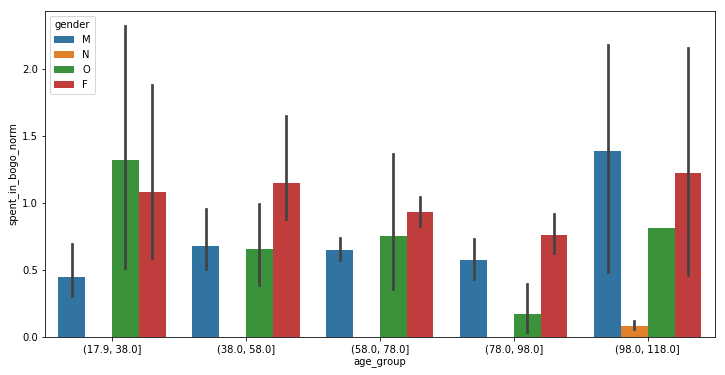 gender
M
N
O
F
spent_in_bogo_norm
2.0
1.5
1.0
0.5
0.0
(17.9, 38.0]
(38.0, 58.0]
(58.0, 78.0]
(78.0, 98.0]
(98.0, 118.0]
age_group